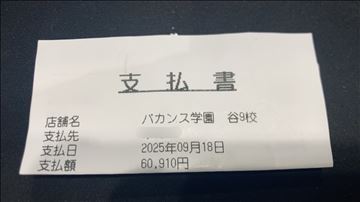 支払書
店舗名 バカンス学園 谷9校
支払先
支払日 2025年09月18日
支払額 60,910円